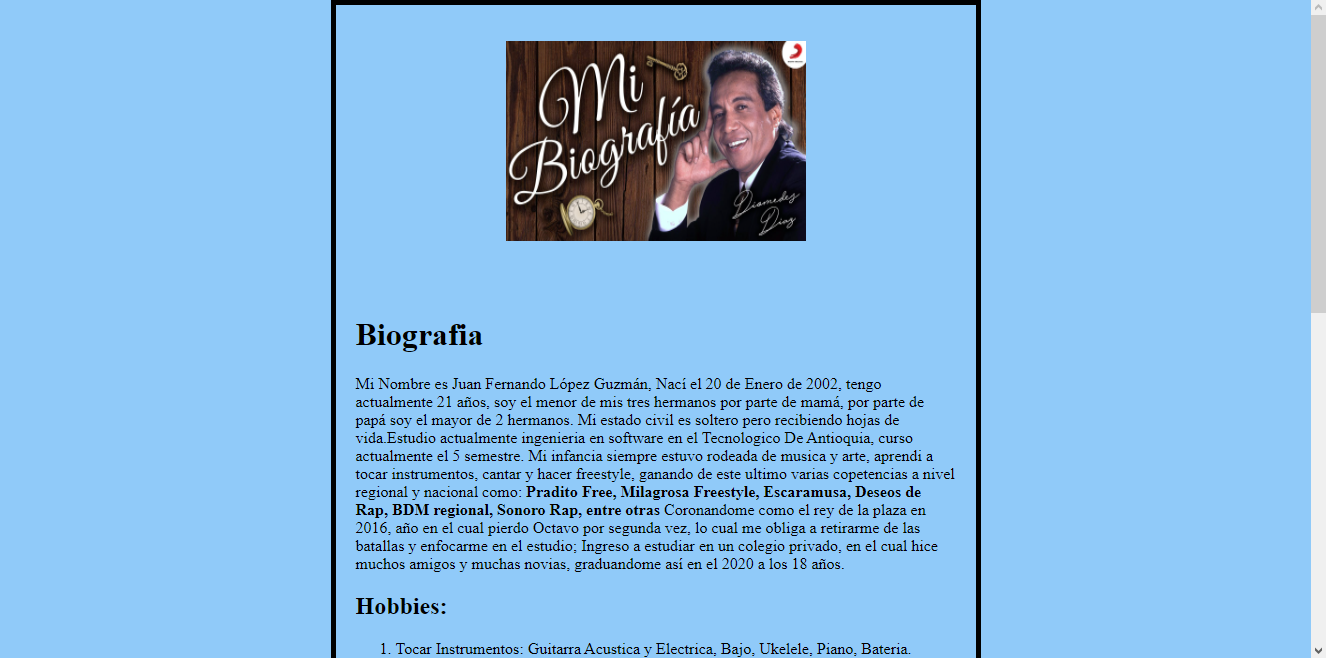 Mi
Biografía
Diomedes
Diaz
Biografia
Mi Nombre es Juan Fernando López Guzmán, Nací el 20 de Enero de 2002, tengo
actualmente 21 años, soy el menor de mis tres hermanos por parte de mamá, por parte de
papá soy el mayor de 2 hermanos. Mi estado civil es soltero pero recibiendo hojas de
vida.Estudio actualmente ingenieria en software en el Tecnologico De Antioquia, curso
actualmente el 5 semestre. Mi infancia siempre estuvo rodeada de musica y arte, aprendi a
tocar instrumentos, cantar y hacer freestyle, ganando de este ultimo varias copetencias a nivel
regional y nacional como: Pradito Free, Milagrosa Freestyle, Escaramusa, Deseos de
Rap, BDM regional, Sonoro Rap, entre otras Coronandome como el rey de la plaza en
2016, año en el cual pierdo Octavo por segunda vez, lo cual me obliga a retirarme de las
batallas y enfocarme en el estudio; Ingreso a estudiar en un colegio privado, en el cual hice
muchos amigos y muchas novias, graduandome así en el 2020 a los 18 años.
Hobbies:
1. Tocar Instrumentos: Guitarra Acustica y Electrica, Bajo, Ukelele, Piano, Bateria.